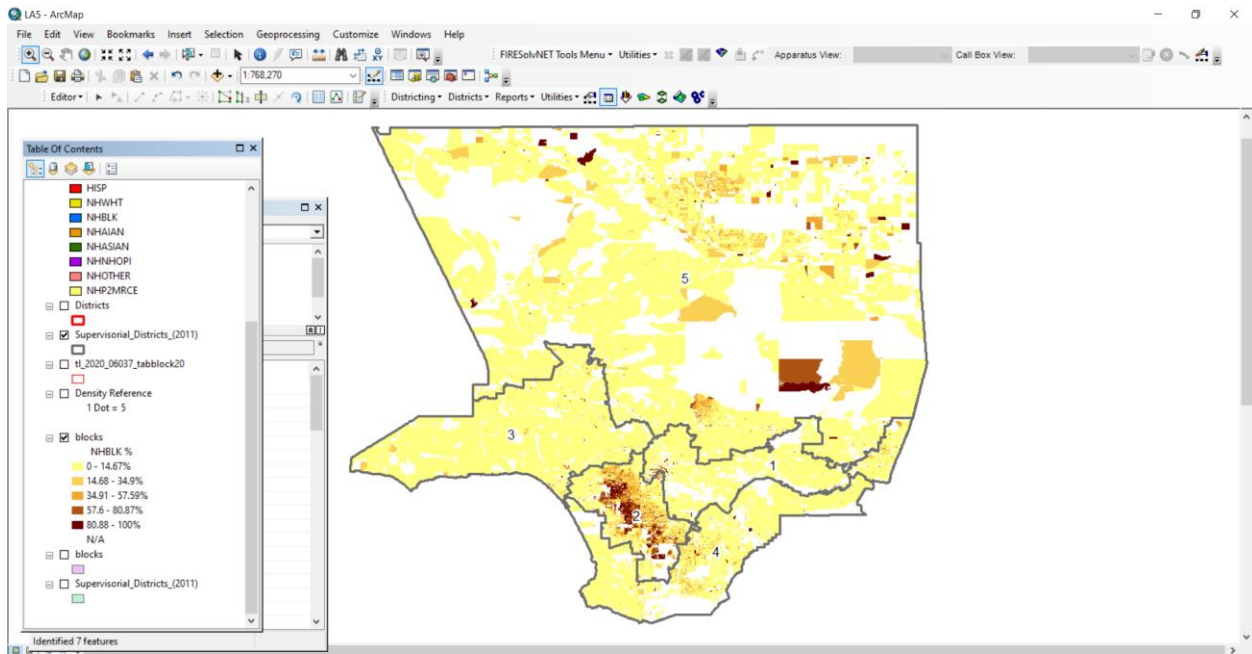 LA5 - ArcMap
File Edit View Bookmarks Insert Selection Geoprocessing Customize Windows Help
FIRESolvNET Tools Menu Utilities Apparatus View: Call Box View:
1:768,270
Editor Districting Districts Reports Utilities
Table Of Contents
HISP
NHWHT
NHBLK
NHAIAN
NHASIAN
NHNHOPI
NHOTHER
NHP2MRCE
Districts
Supervisorial_Districts_(2011)
tl_2020_06037_tabblock20
Density Reference
1 Dot = 5
blocks
NHBLK %
0 - 14.67%
14.68 - 34.9%
34.91 - 57.59%
57.6 - 80.87%
80.88 - 100%
N/A
blocks
Supervisorial_Districts_(2011)
Identified 7 features
5
3
1
2
4